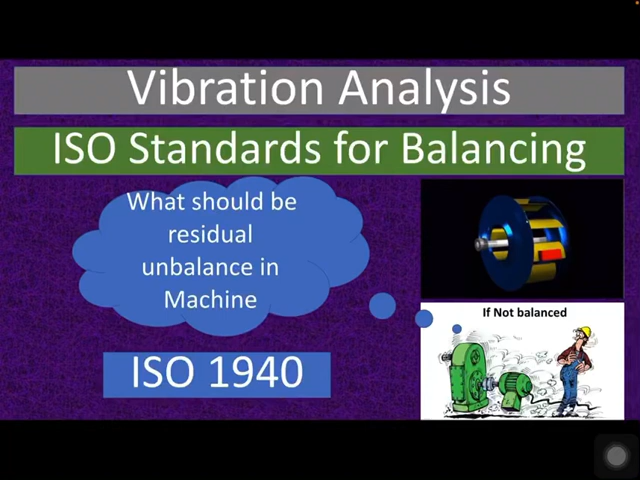 Vibration Analysis
ISO Standards for Balancing
What should be
residual
unbalance in
Machine
If Not balanced
ISO 1940